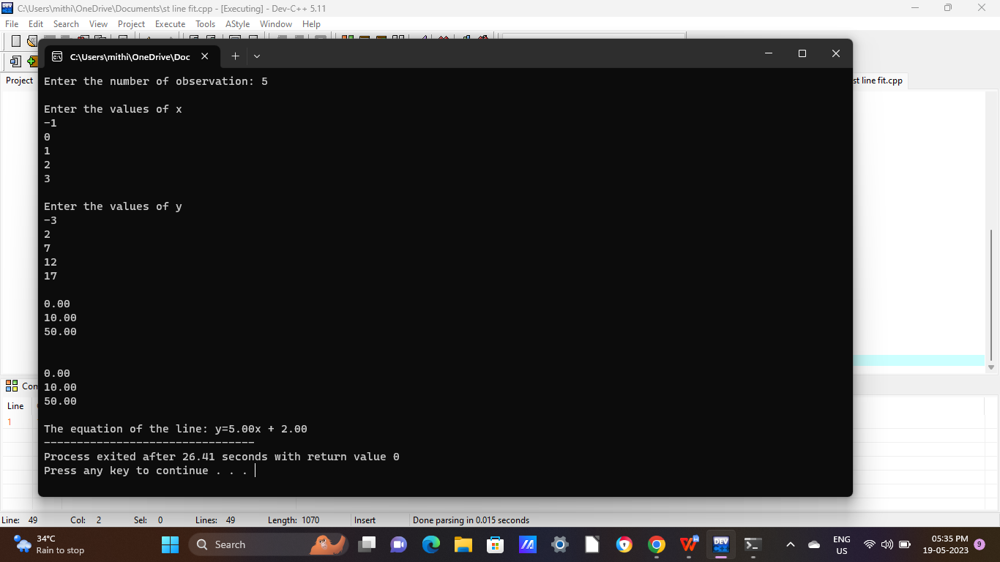 C:\Users\mithi\OneDrive\Documents\st line fit.cpp - [Executing] - Dev-C++ 5.11
File Edit Search View Project Execute Tools AStyle Window Help
C:\Users\mithi\OneDrive\Doc
Project
st line fit.cpp
Enter the number of observation: 5
Enter the values of x
-1
0
1
2
3
Enter the values of y
-3
2
7
12
17
0.00
10.00
50.00
0.00
10.00
50.00
The equation of the line: y=5.00x + 2.00
--------------------------------
Process exited after 26.41 seconds with return value 0
Press any key to continue . . .
Line
1
Line: 49 Col: 2 Sel: 0 Lines: 49 Length: 1070 Insert Done parsing in 0.015 seconds
34°C
Rain to stop
Search
DEV
ENG
US
05:35 PM
19-05-2023
9